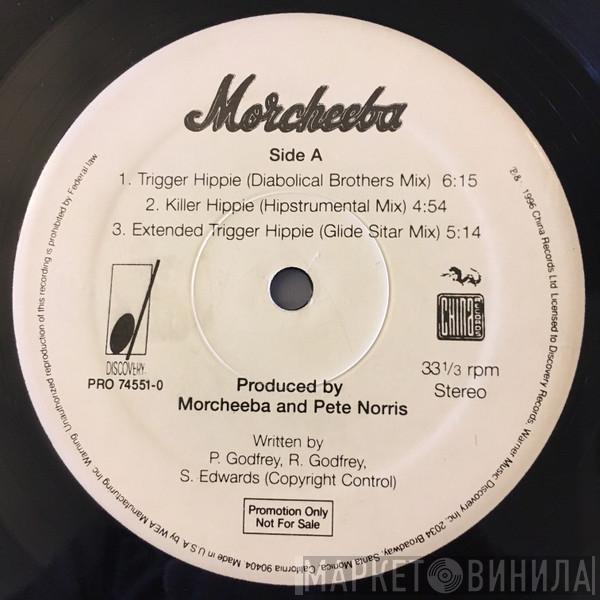 Morcheeba
Side A
1. Trigger Hippie (Diabolical Brothers Mix) 6:15
2. Killer Hippie (Hipstrumental Mix) 4:54
3. Extended Trigger Hippie (Glide Sitar Mix) 5:14
DISCOVERY
PRO 74551-0
CHINA
RECORDS
33 1/3 rpm
Stereo
Produced by
Morcheeba and Pete Norris
Written by
P. Godfrey, R. Godfrey,
S. Edwards (Copyright Control)
Promotion Only
Not For Sale
℗ & © 1996 China Records Ltd. Licensed to Discovery Records, Warner Music Discovery Inc. 2034 Broadway, Santa Monica, California 90404 Made in U.S.A. by WEA Manufacturing Inc. Warning: Unauthorized reproduction of this recording is prohibited by Federal law.
МАРКЕТ ВИНИЛА